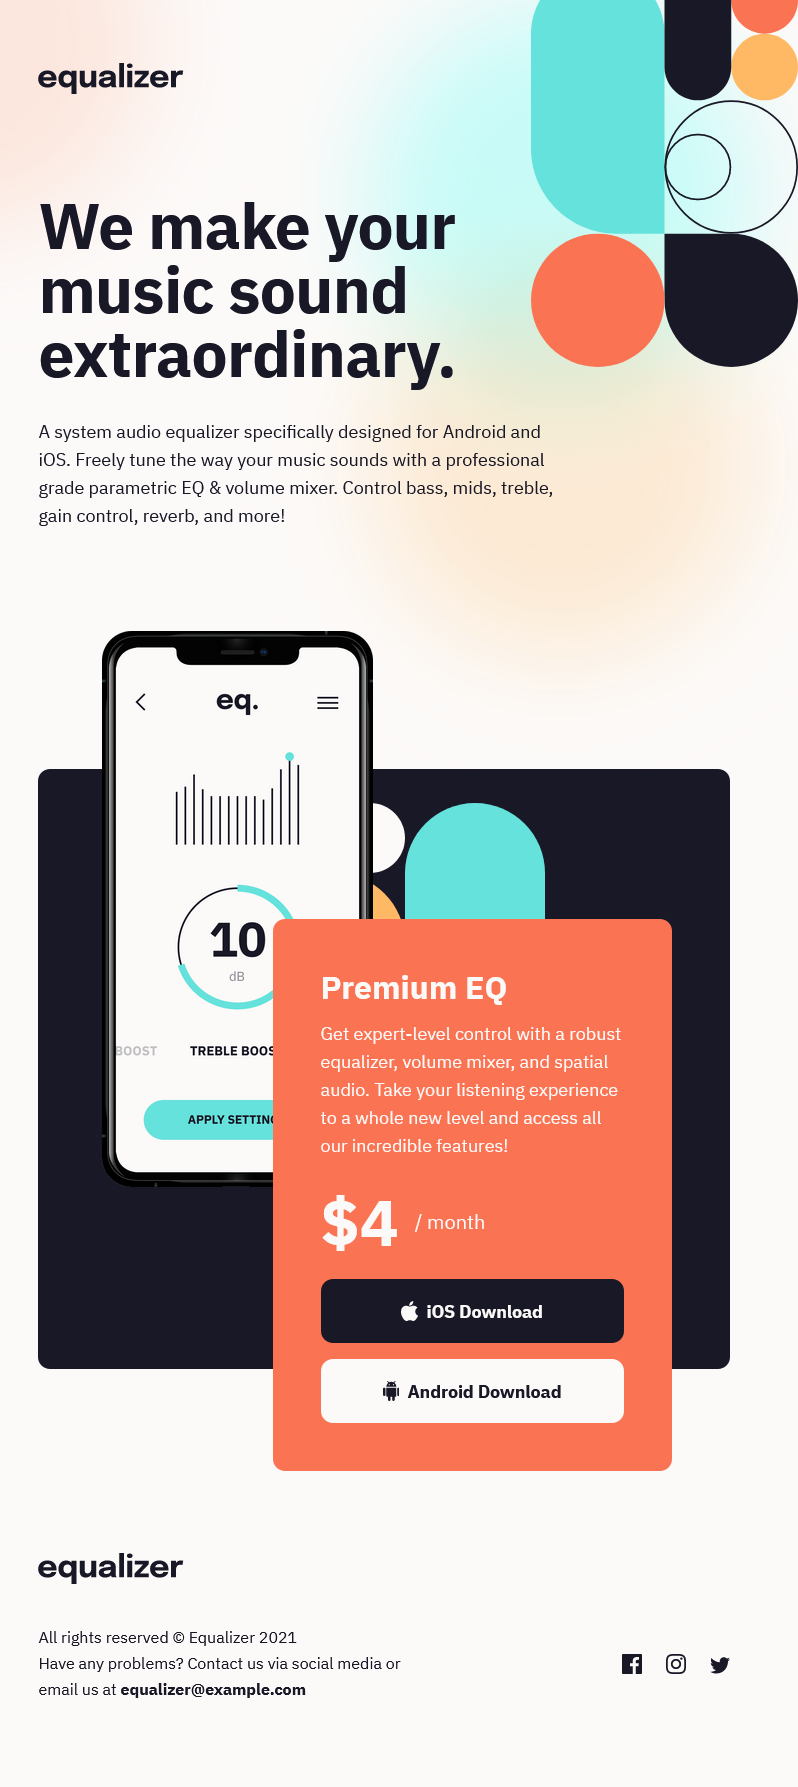 equalizer
We make your
music sound
extraordinary.
A system audio equalizer specifically designed for Android and
iOS. Freely tune the way your music sounds with a professional
grade parametric EQ & volume mixer. Control bass, mids, treble,
gain control, reverb, and more!
eq.
10
dB
BOOST
TREBLE BOOS
APPLY SETTING
Premium EQ
Get expert-level control with a robust
equalizer, volume mixer, and spatial
audio. Take your listening experience
to a whole new level and access all
our incredible features!
$4 / month
iOS Download
Android Download
equalizer
All rights reserved © Equalizer 2021
Have any problems? Contact us via social media or
email us at equalizer@example.com